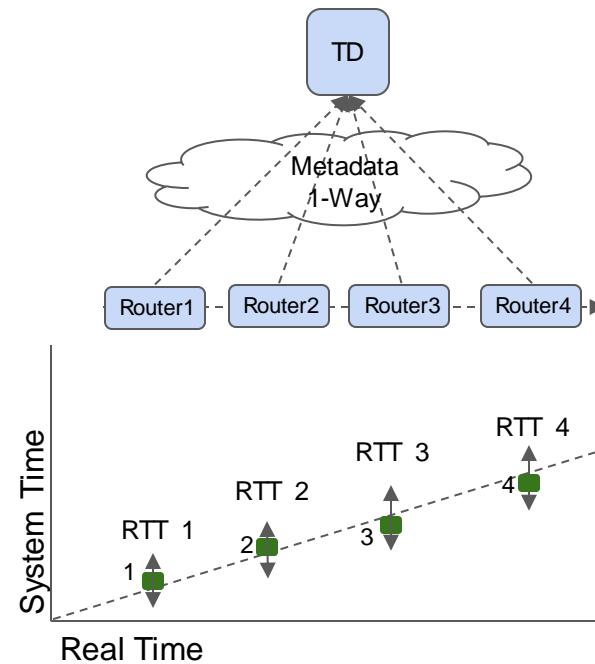 TD
Metadata
1-Way
Router1
Router2
Router3
Router4
RTT 4
RTT 3
RTT 2
RTT 1
4
3
2
1
System Time
Real Time